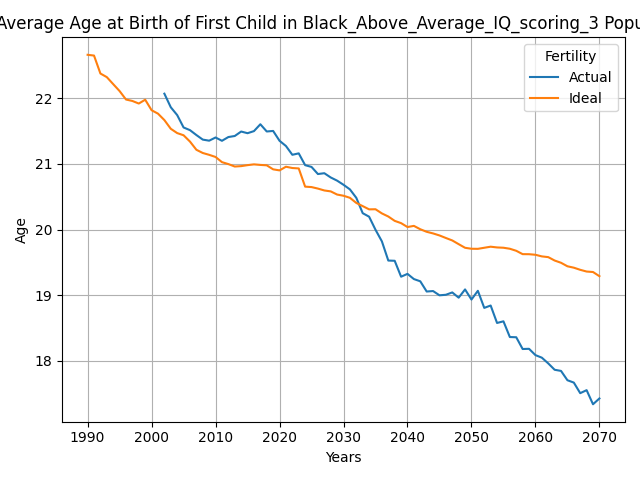 Average Age at Birth of First Child in Black_Above_Average_IQ_scoring_3 Popu
Fertility
Actual
Ideal
22
21
20
19
18
Age
1990 2000 2010 2020 2030 2040 2050 2060 2070
Years